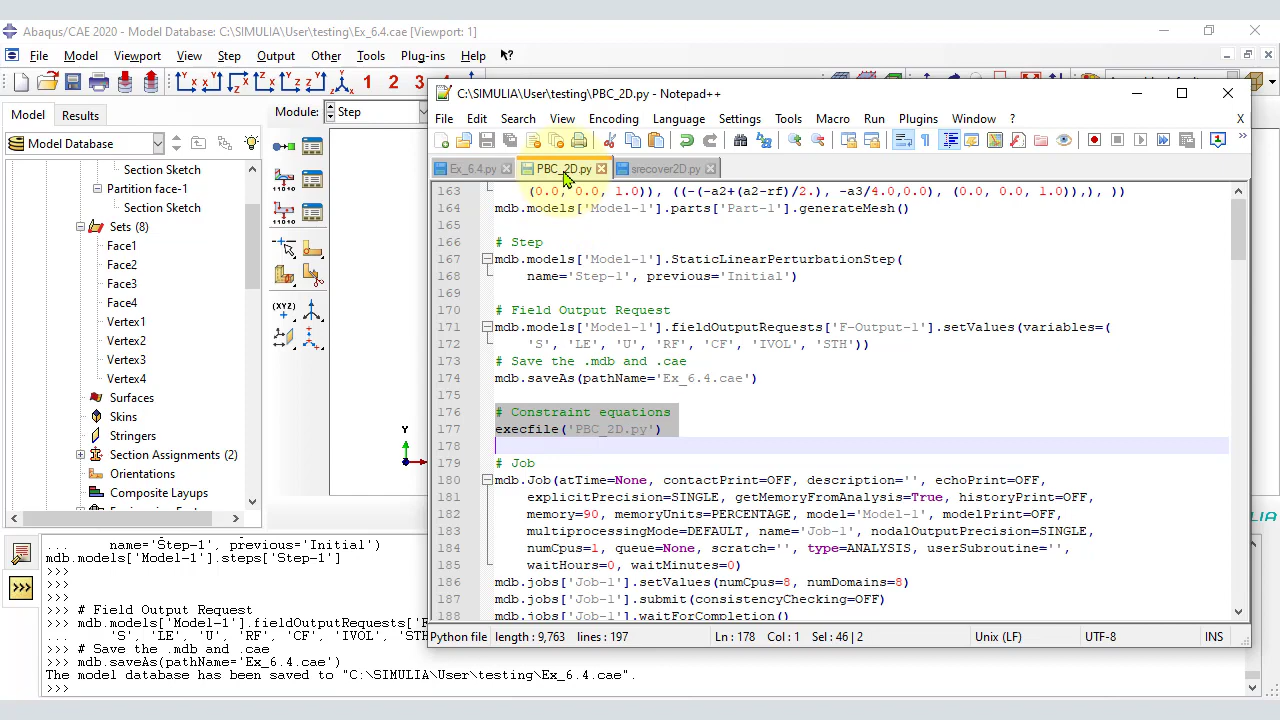 Abaqus/CAE 2020 - Model Database: C:\SIMULIA\User\testing\Ex_6.4.cae [Viewport: 1]
File Model Viewport View Step Output Other Tools Plug-ins Help
1 2 3
Model Results
Module: Step
ModelDatabase
Section Sketch
Partition face-1
Section Sketch
Sets (8)
Face1
Face2
Face3
Face4
Vertex1
Vertex2
Vertex3
Vertex4
Surfaces
Skins
Stringers
Section Assignments (2)
Orientations
Composite Layups
(XYZ)
Y
C:\SIMULIA\User\testing\PBC_2D.py - Notepad++
File Edit Search View Encoding Language Settings Tools Macro Run Plugins Window ? X
Ex_6.4.py PBC_2D.py srecover2D.py
163 (0.0, 0.0, 1.0)), ((-(-a2+(a2-rf)/2.), -a3/4.0,0.0), (0.0, 0.0, 1.0)),), ))
164 mdb.models['Model-1'].parts['Part-1'].generateMesh()
165
166 # Step
167 mdb.models['Model-1'].StaticLinearPerturbationStep(
168 name='Step-1', previous='Initial')
169
170 # Field Output Request
171 mdb.models['Model-1'].fieldOutputRequests['F-Output-1'].setValues(variables=(
172 'S', 'LE', 'U', 'RF', 'CF', 'IVOL', 'STH'))
173 # Save the .mdb and .cae
174 mdb.saveAs(pathName='Ex_6.4.cae')
175
176 # Constraint equations
177 execfile('PBC_2D.py')
178
179 # Job
180 mdb.Job(atTime=None, contactPrint=OFF, description='', echoPrint=OFF,
181 explicitPrecision=SINGLE, getMemoryFromAnalysis=True, historyPrint=OFF,
182 memory=90, memoryUnits=PERCENTAGE, model='Model-1', modelPrint=OFF,
183 multiprocessingMode=DEFAULT, name='Job-1', nodalOutputPrecision=SINGLE,
184 numCpus=1, queue=None, scratch='', type=ANALYSIS, userSubroutine='',
185 waitHours=0, waitMinutes=0)
186 mdb.jobs['Job-1'].setValues(numCpus=8, numDomains=8)
187 mdb.jobs['Job-1'].submit(consistencyChecking=OFF)
188 mdb.jobs['Job-1'].waitForCompletion()
Python file length : 9,763 lines : 197 Ln : 178 Col : 1 Sel : 46 | 2 Unix (LF) UTF-8 INS
... name='Step-1', previous='Initial')
mdb.models['Model-1'].steps['Step-1']
>>>
>>>
>>> # Field Output Request
>>> mdb.models['Model-1'].fieldOutputRequests['F
... 'S', 'LE', 'U', 'RF', 'CF', 'IVOL', 'STH
>>> # Save the .mdb and .cae
>>> mdb.saveAs(pathName='Ex_6.4.cae')
The model database has been saved to "C:\SIMULIA\User\testing\Ex_6.4.cae".
>>>